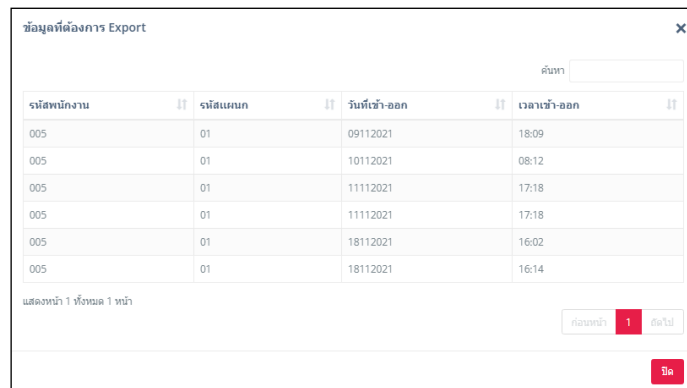 ข้อมูลที่ต้องการ Export ×
ค้นหา
รหัสพนักงาน รหัสแผนก วันที่เข้า-ออก เวลาเข้า-ออก
005 01 09112021 18:09
005 01 10112021 08:12
005 01 11112021 17:18
005 01 11112021 17:18
005 01 18112021 16:02
005 01 18112021 16:14
แสดงหน้า 1 ทั้งหมด 1 หน้า
ก่อนหน้า 1 ถัดไป
ปิด